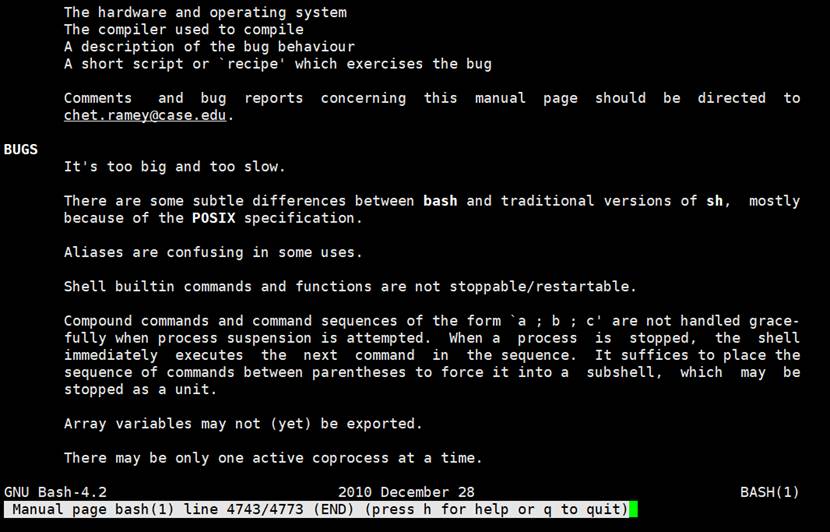 The hardware and operating system
The compiler used to compile
A description of the bug behaviour
A short script or `recipe' which exercises the bug
Comments and bug reports concerning this manual page should be directed to
chet.ramey@case.edu.
BUGS
It's too big and too slow.
There are some subtle differences between bash and traditional versions of sh, mostly
because of the POSIX specification.
Aliases are confusing in some uses.
Shell builtin commands and functions are not stoppable/restartable.
Compound commands and command sequences of the form `a ; b ; c' are not handled grace-
fully when process suspension is attempted. When a process is stopped, the shell
immediately executes the next command in the sequence. It suffices to place the
sequence of commands between parentheses to force it into a subshell, which may be
stopped as a unit.
Array variables may not (yet) be exported.
There may be only one active coprocess at a time.
GNU Bash-4.2 2010 December 28 BASH(1)
Manual page bash(1) line 4743/4773 (END) (press h for help or q to quit)